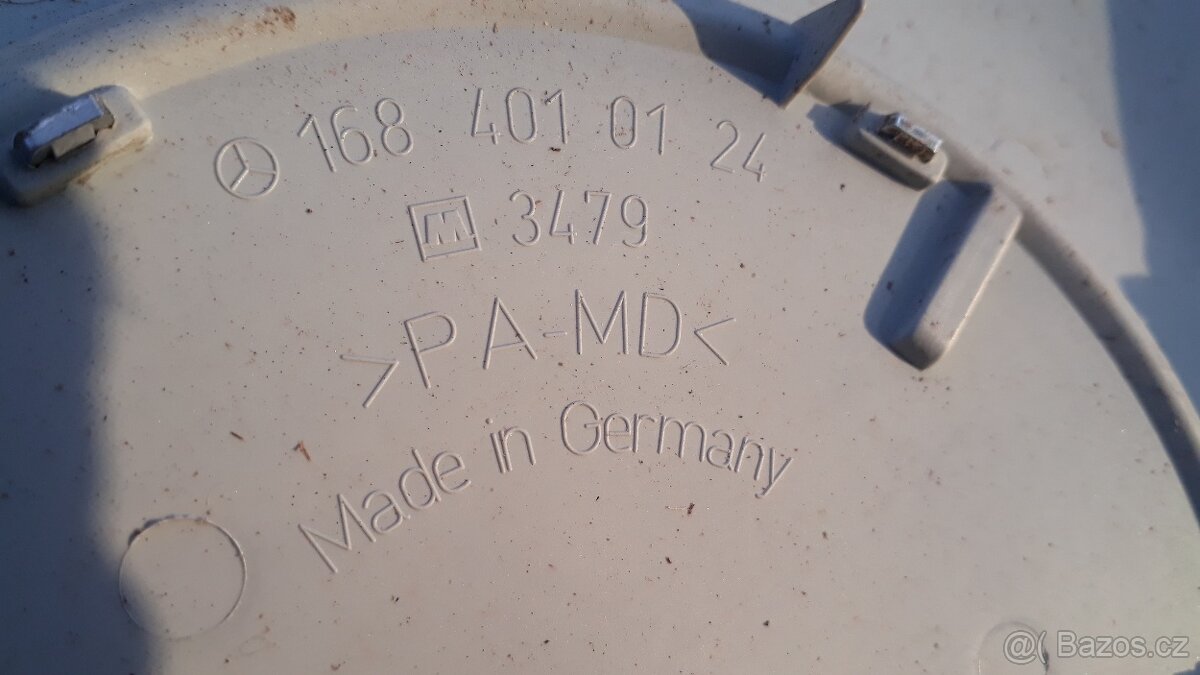 168 401 01 24
M 3479
>PA-MD<
Made in Germany
@( Bazos.cz